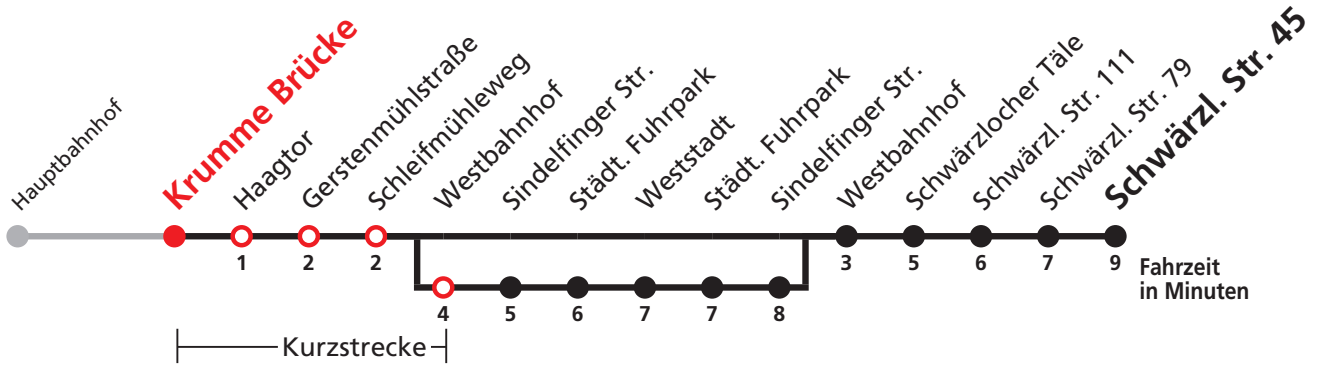 Hauptbahnhof
Krumme Brücke
Haagtor
Gerstenmühlstraße
Schleifmühleweg
Westbahnhof
Sindelfinger Str.
Städt. Fuhrpark
Weststadt
Städt. Fuhrpark
Sindelfinger Str.
Westbahnhof
Schwärzlocher Täle
Schwärzl. Str. 111
Schwärzl. Str. 79
Schwärzl. Str. 45
1 2 2 3 5 6 7 9
Fahrzeit
in Minuten
4 5 6 7 7 8
Kurzstrecke